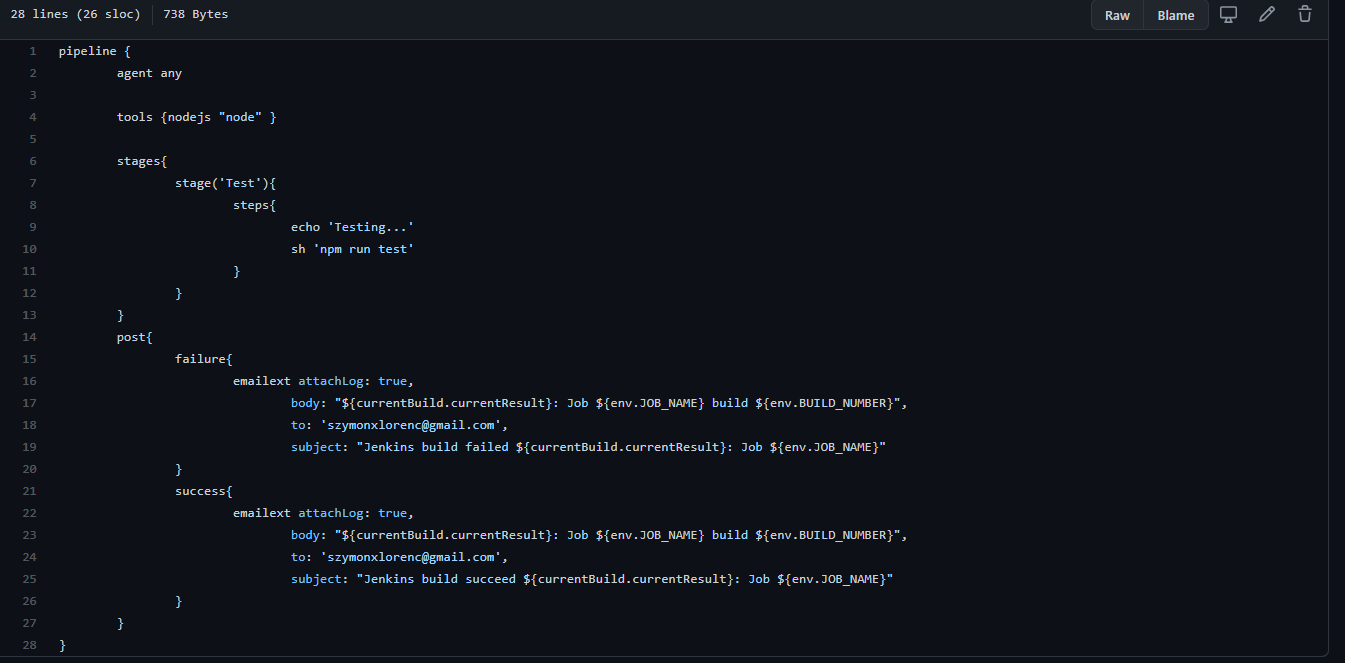 28 lines (26 sloc) 738 Bytes Raw Blame
1 pipeline {
2 agent any
3
4 tools {nodejs "node" }
5
6 stages{
7 stage('Test'){
8 steps{
9 echo 'Testing...'
10 sh 'npm run test'
11 }
12 }
13 }
14 post{
15 failure{
16 emailext attachLog: true,
17 body: "${currentBuild.currentResult}: Job ${env.JOB_NAME} build ${env.BUILD_NUMBER}",
18 to: 'szymonxlorenc@gmail.com',
19 subject: "Jenkins build failed ${currentBuild.currentResult}: Job ${env.JOB_NAME}"
20 }
21 success{
22 emailext attachLog: true,
23 body: "${currentBuild.currentResult}: Job ${env.JOB_NAME} build ${env.BUILD_NUMBER}",
24 to: 'szymonxlorenc@gmail.com',
25 subject: "Jenkins build succeed ${currentBuild.currentResult}: Job ${env.JOB_NAME}"
26 }
27 }
28 }